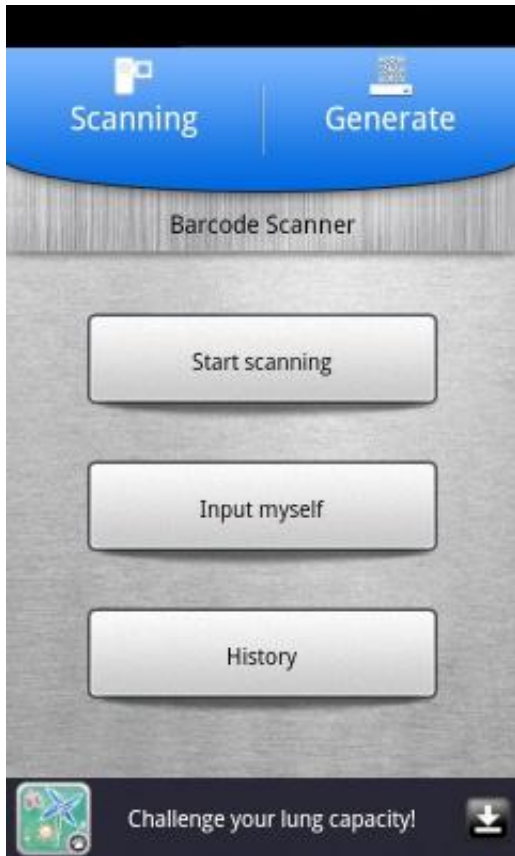 Scanning
Generate
Barcode Scanner
Start scanning
Input myself
History
Challenge your lung capacity!